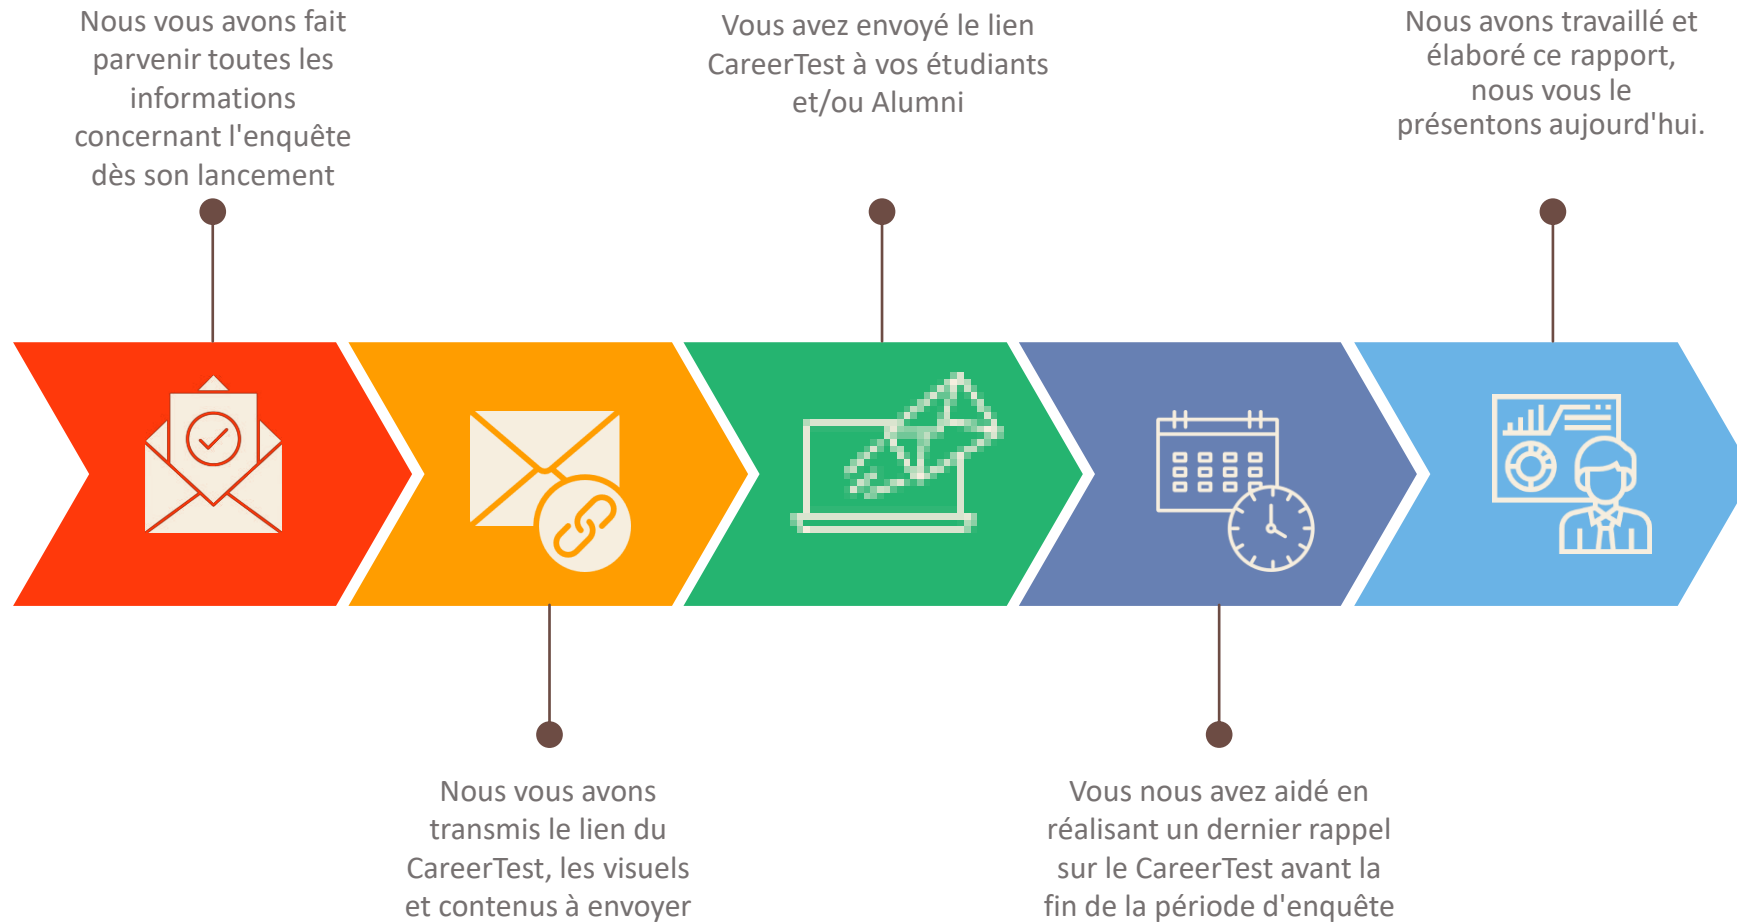 Nous vous avons fait
parvenir toutes les
informations
concernant l'enquête
dès son lancement
Nous vous avons
transmis le lien du
CareerTest, les visuels
et contenus à envoyer
Vous avez envoyé le lien
CareerTest à vos étudiants
et/ou Alumni
Vous nous avez aidé en
réalisant un dernier rappel
sur le CareerTest avant la
fin de la période d'enquête
Nous avons travaillé et
élaboré ce rapport,
nous vous le
présentons aujourd'hui.